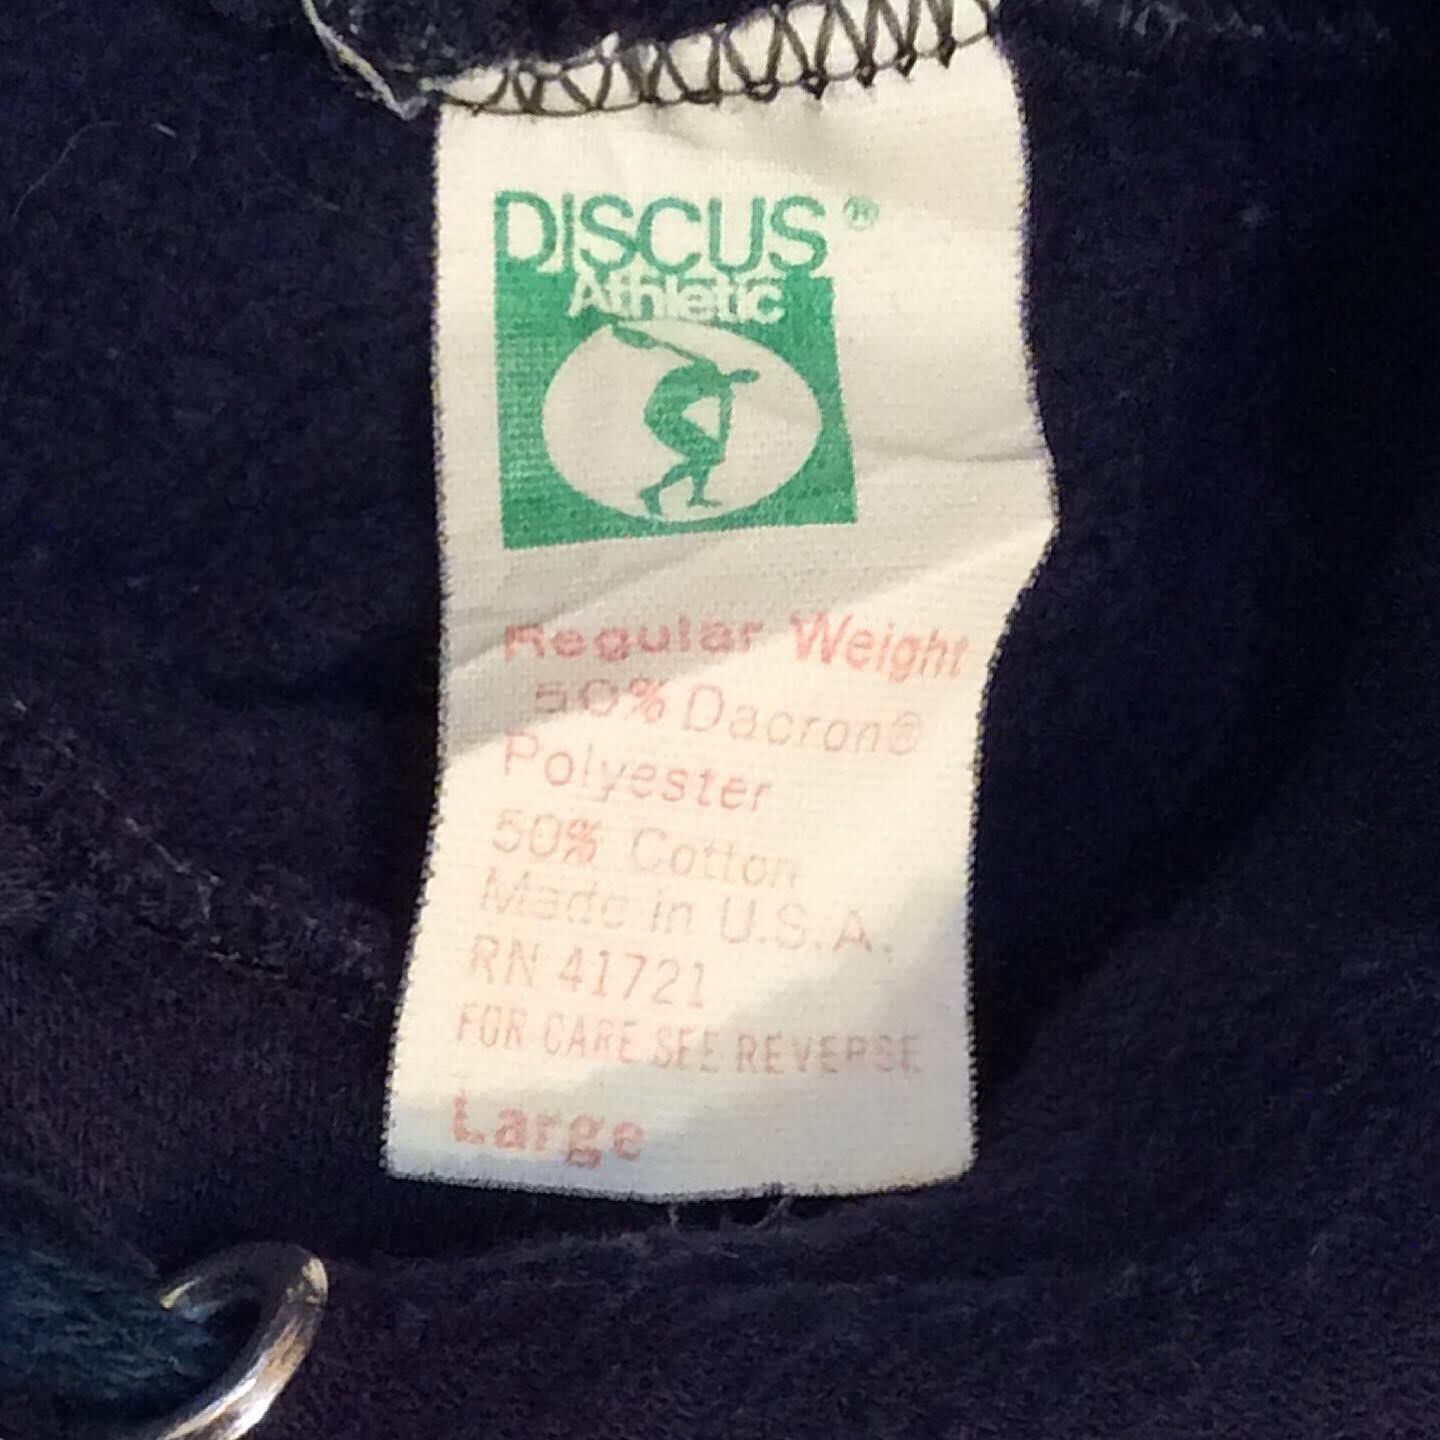 DISCUS®
Athletic
Regular Weight
50% Dacron®
Polyester
50% Cotton
Made in U.S.A.
RN 41721
FOR CARE SEE REVERSE
Large